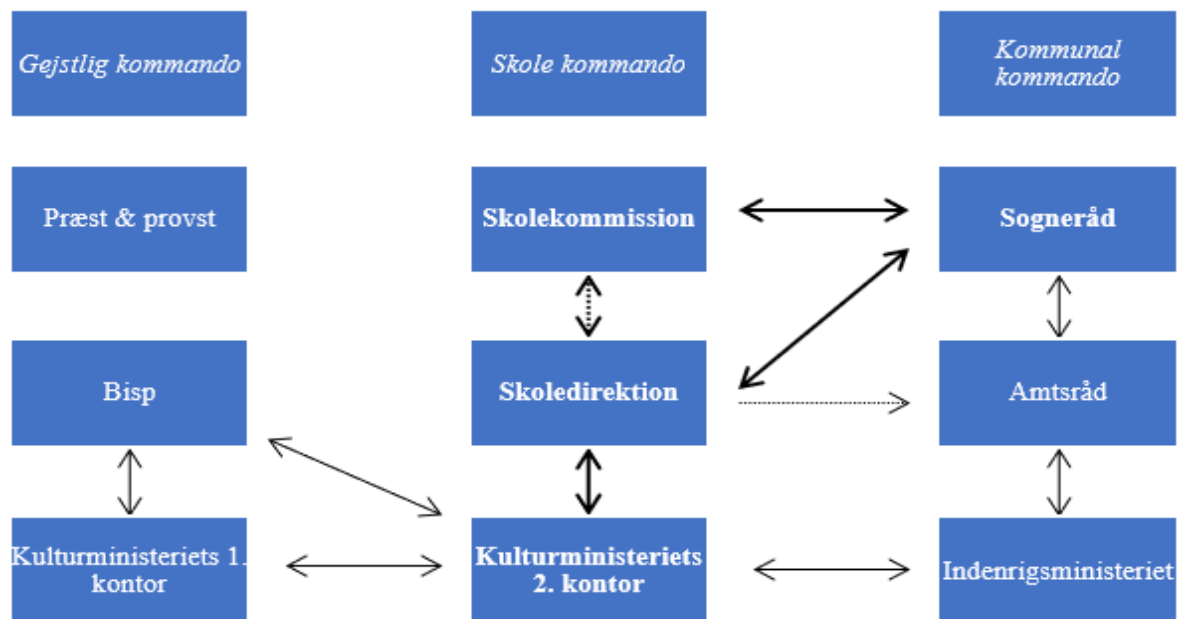 Gejstlig kommando
Skole kommando
Kommunal
kommando
Præst & provst
Skolekommission
Sogneråd
Bisp
Skoledirektion
Amtsråd
Kulturministeriets 1.
kontor
Kulturministeriets
2. kontor
Indenrigsministeriet